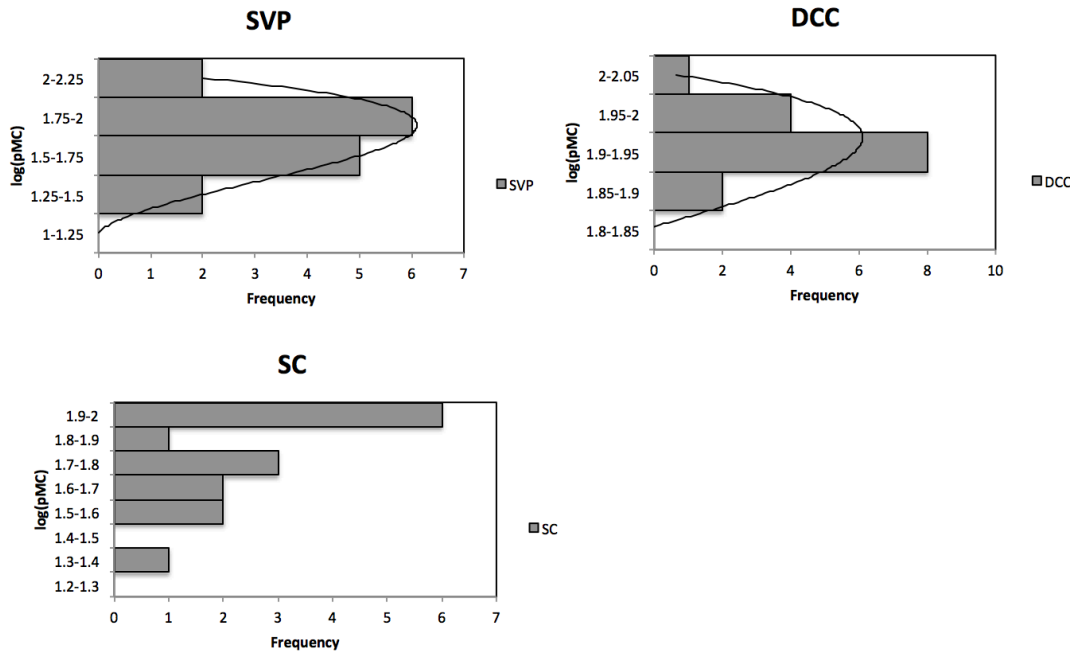 SVP
2-2.25
1.75-2
1.5-1.75
1.25-1.5
1-1.25
log(pMC)
0 1 2 3 4 5 6 7
Frequency
SVP
DCC
2-2.05
1.95-2
1.9-1.95
1.85-1.9
1.8-1.85
log(pMC)
0 2 4 6 8 10
Frequency
DCC
SC
1.9-2
1.8-1.9
1.7-1.8
1.6-1.7
1.5-1.6
1.4-1.5
1.3-1.4
1.2-1.3
log(pMC)
0 1 2 3 4 5 6 7
Frequency
SC